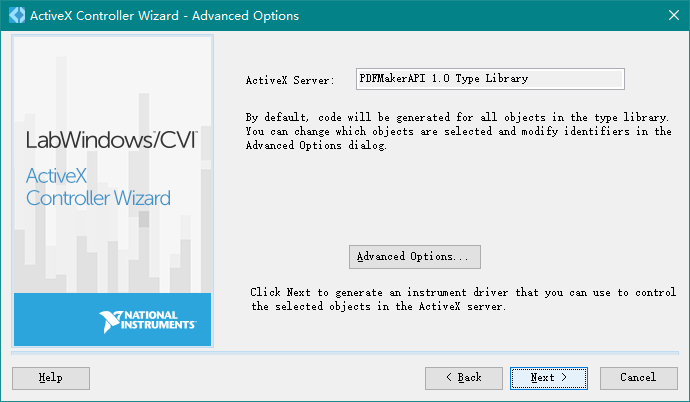 ActiveX Controller Wizard - Advanced Options
LabWindows™/CVI™
ActiveX
Controller Wizard
NATIONAL
INSTRUMENTS™
ActiveX Server: PDFMakerAPI 1.0 Type Library
By default, code will be generated for all objects in the type library.
You can change which objects are selected and modify identifiers in the
Advanced Options dialog.
Advanced Options...
Click Next to generate an instrument driver that you can use to control
the selected objects in the ActiveX server.
Help
< Back
Next >
Cancel